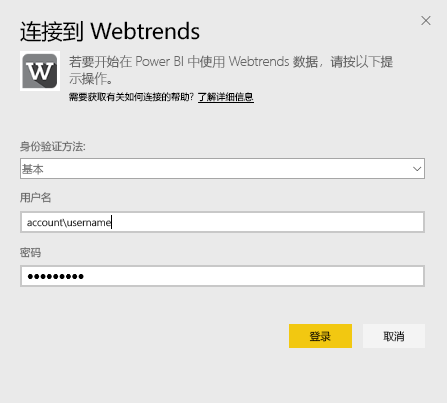 连接到 Webtrends
W
若要开始在 Power BI 中使用 Webtrends 数据，请按以下提
示操作。
需要获取有关如何连接的帮助? 了解详细信息
身份验证方法:
基本
用户名
account\username
密码
●●●●●●●●●
登录
取消